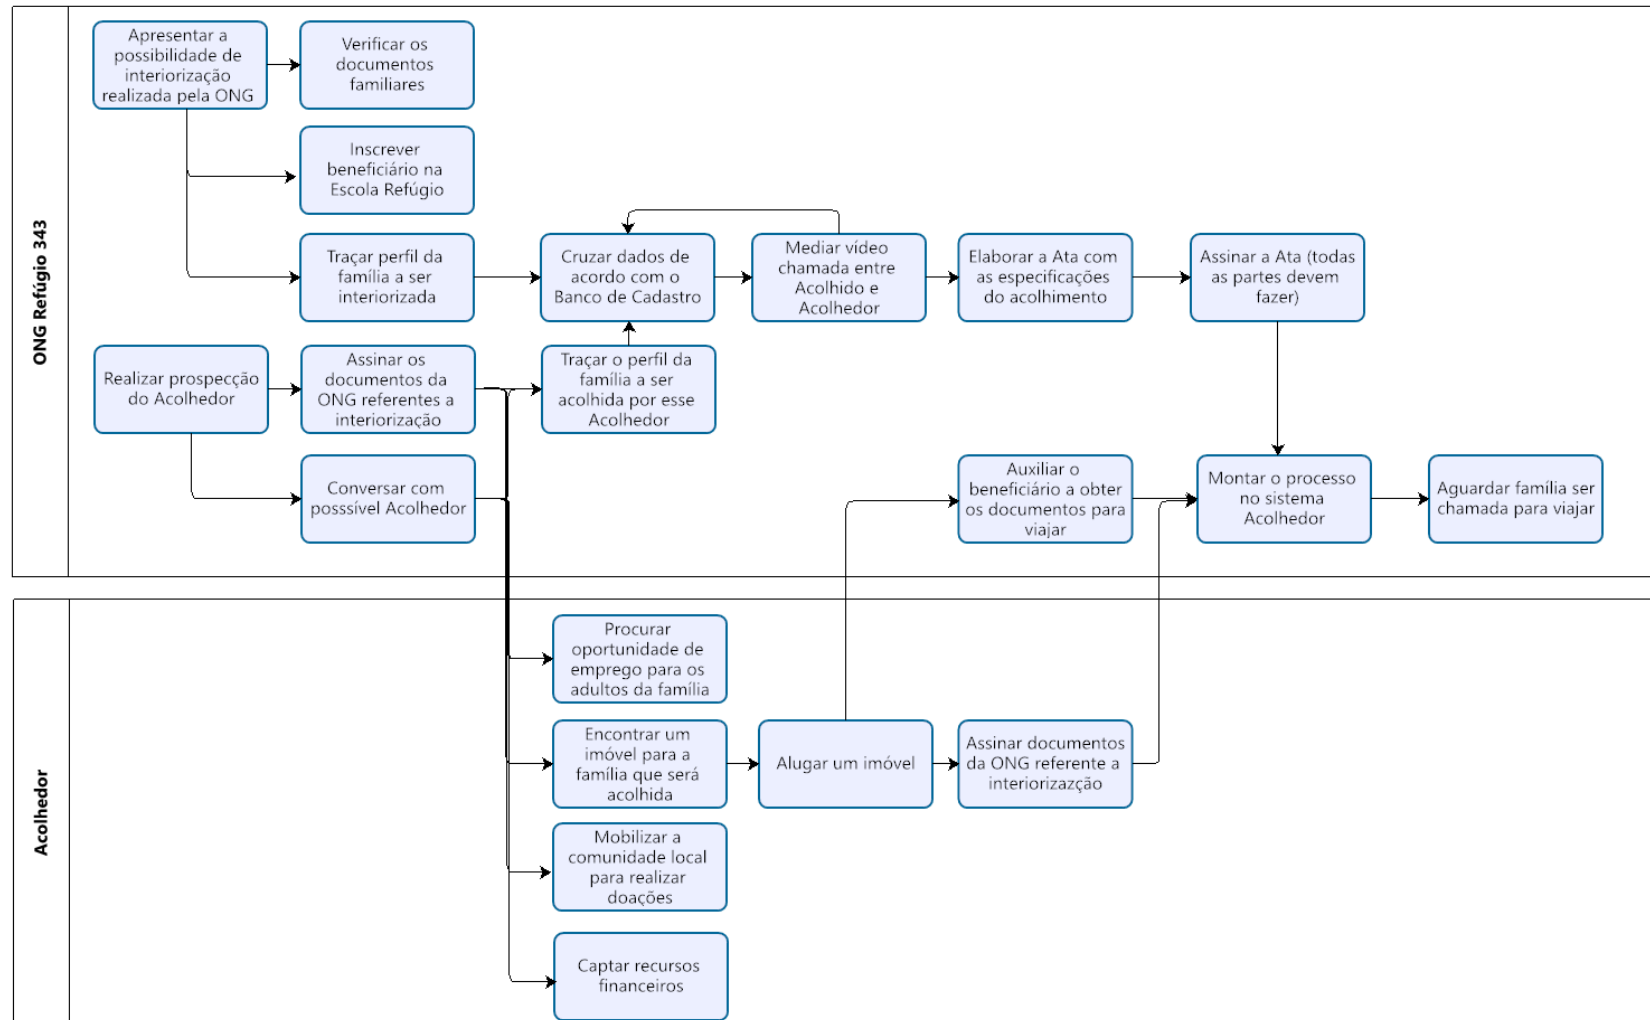 ONG Refúgio 343
Apresentar a
possibilidade de
interiorização
realizada pela ONG
Verificar os
documentos
familiares
Inscrever
beneficiário na
Escola Refúgio
Traçar perfil da
família a ser
interiorizada
Cruzar dados de
acordo com o
Banco de Cadastro
Mediar vídeo
chamada entre
Acolhido e
Acolhedor
Elaborar a Ata com
as especificações
do acolhimento
Assinar a Ata (todas
as partes devem
fazer)
Realizar prospecção
do Acolhedor
Assinar os
documentos da
ONG referentes a
interiorização
Traçar o perfil da
família a ser
acolhida por esse
Acolhedor
Conversar com
posssível Acolhedor
Auxiliar o
beneficiário a obter
os documentos para
viajar
Montar o processo
no sistema
Acolhedor
Aguardar família ser
chamada para viajar
Acolhedor
Procurar
oportunidade de
emprego para os
adultos da família
Encontrar um
imóvel para a
família que será
acolhida
Alugar um imóvel
Assinar documentos
da ONG referente a
interiorizazção
Mobilizar a
comunidade local
para realizar
doações
Captar recursos
financeiros